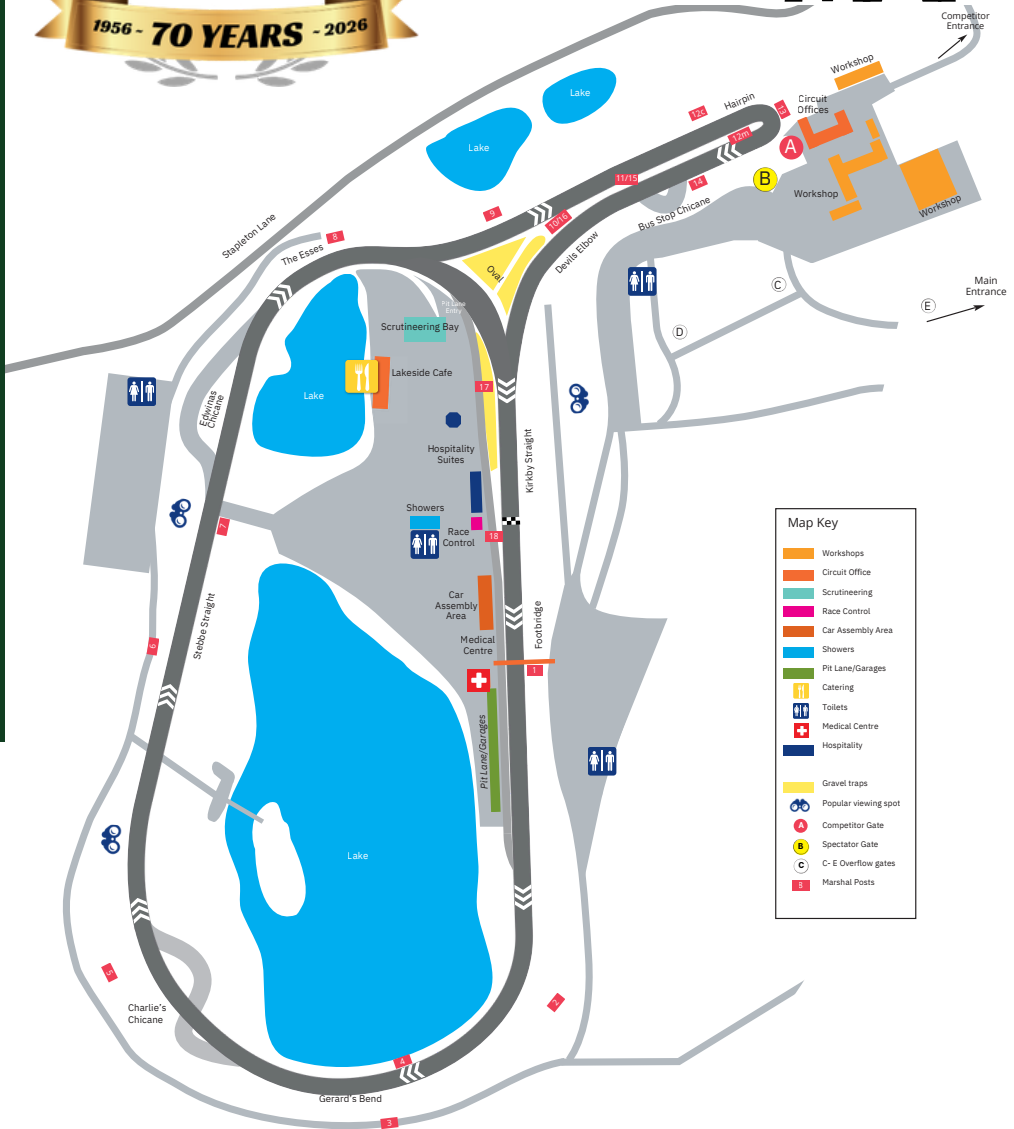 1956 ~ 70 YEARS ~ 2026
Competitor
Entrance
Workshop
Lake
Hairpin
Circuit
Offices
12c
13
12m
A
Lake
B
11/15
14
Workshop
Workshop
9
10/16
Bus Stop Chicane
Stapleton Lane
8
The Esses
Devils Elbow
Oval
C
Main
Entrance
E
Pit Lane
Entry
Scrutineering Bay
D
Lakeside Cafe
17
Lake
Edwinas
Chicane
Hospitality
Suites
Kirkby Straight
Showers
Race
Control
18
7
Map Key
Workshops
Circuit Office
Scrutineering
Race Control
Car Assembly Area
Showers
Pit Lane/Garages
Catering
Toilets
Medical Centre
Hospitality
Gravel traps
Popular viewing spot
A
Competitor Gate
B
Spectator Gate
C
C- E Overflow gates
8
Marshal Posts
Car
Assembly
Area
Stebbe Straight
Footbridge
6
Medical
Centre
1
Pit Lane/Garages
Lake
5
2
Charlie's
Chicane
4
Gerard's Bend
3